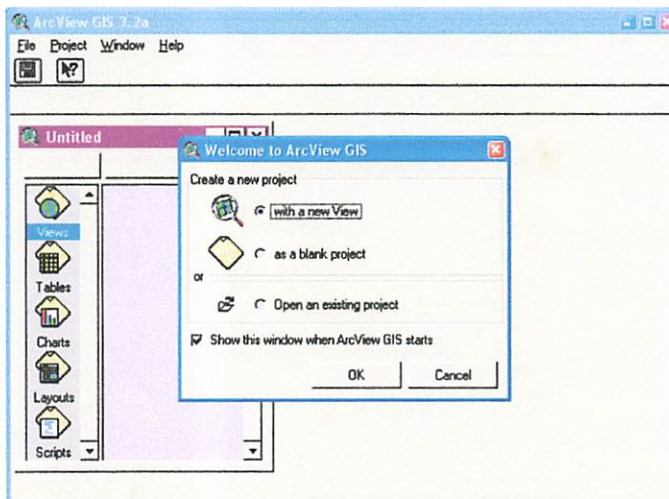 ArcView GIS 3.2a
File Project Window Help
Untitled
Views
Tables
Charts
Layouts
Scripts
Welcome to ArcView GIS
Create a new project
with a new View
as a blank project
or
Open an existing project
Show this window when ArcView GIS starts
OK Cancel